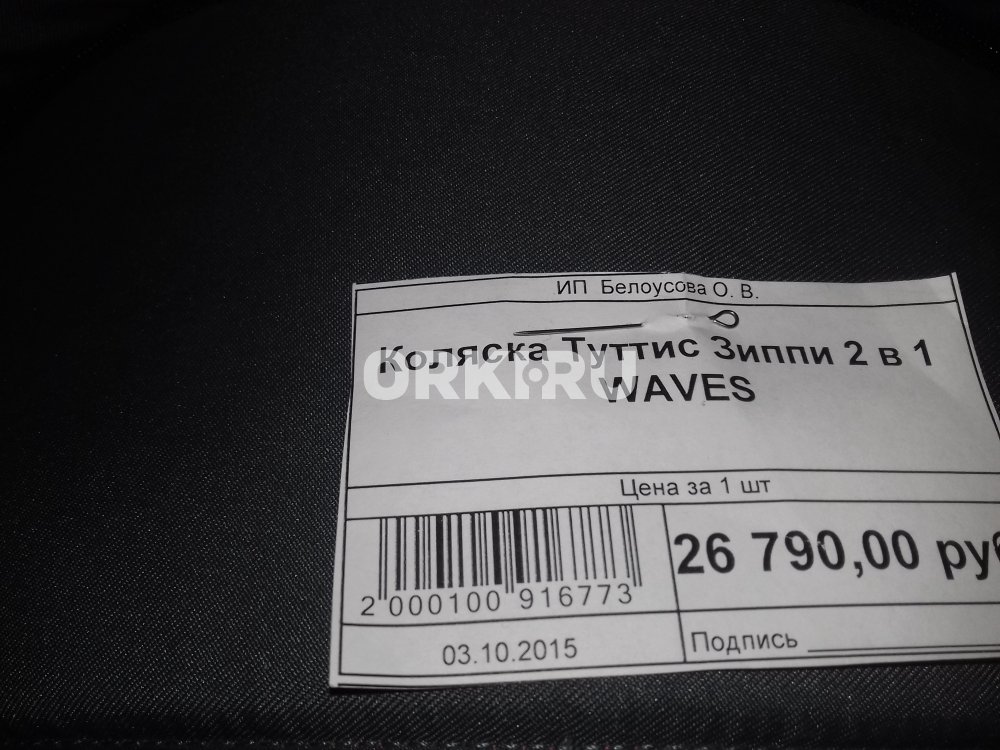 ИП Белоусова О. В.
Коляска Туттис Зиппи 2 в 1
WAVES
ORKI.RU
Цена за 1 шт
26 790,00 руб
2 000100 916773
03.10.2015
Подпись